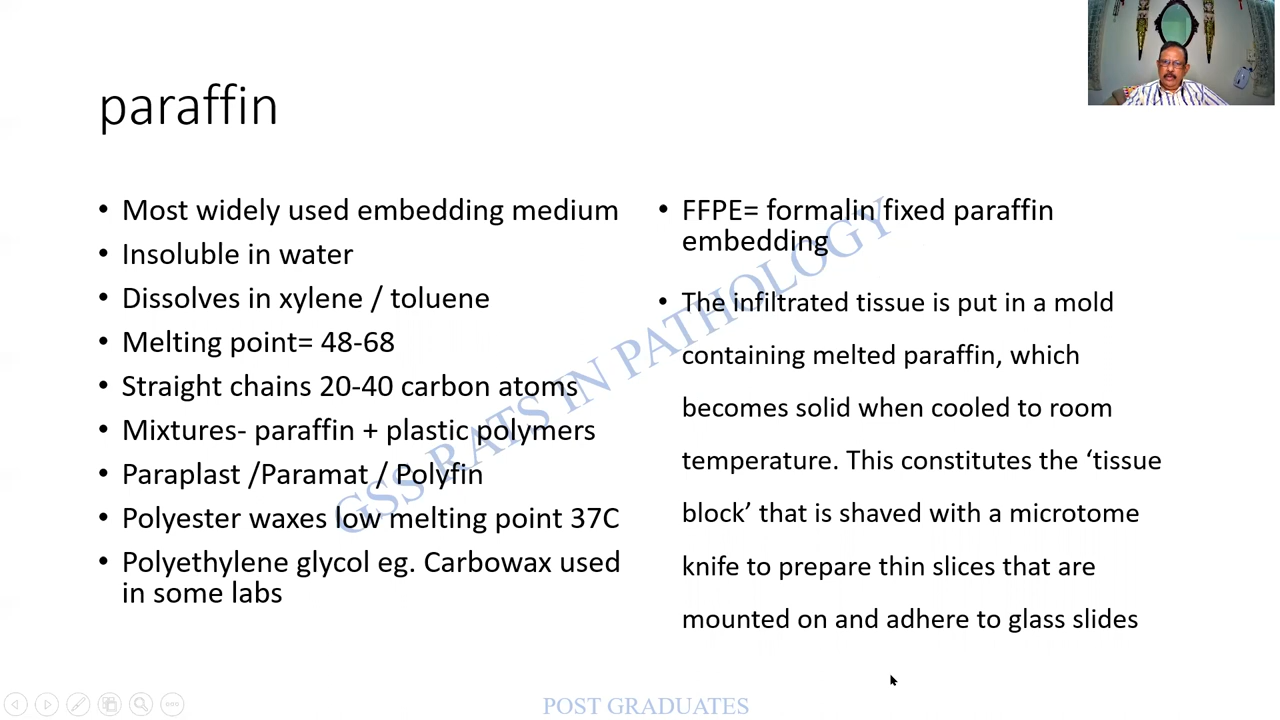 paraffin
• Most widely used embedding medium
• Insoluble in water
• Dissolves in xylene / toluene
• Melting point= 48-68
• Straight chains 20-40 carbon atoms
• Mixtures- paraffin + plastic polymers
• Paraplast /Paramat / Polyfin
• Polyester waxes low melting point 37C
• Polyethylene glycol eg. Carbowax used
in some labs
• FFPE= formalin fixed paraffin
embedding
• The infiltrated tissue is put in a mold
containing melted paraffin, which
becomes solid when cooled to room
temperature. This constitutes the ‘tissue
block’ that is shaved with a microtome
knife to prepare thin slices that are
mounted on and adhere to glass slides
GSS RATS IN PATHOLOGY
POST GRADUATES